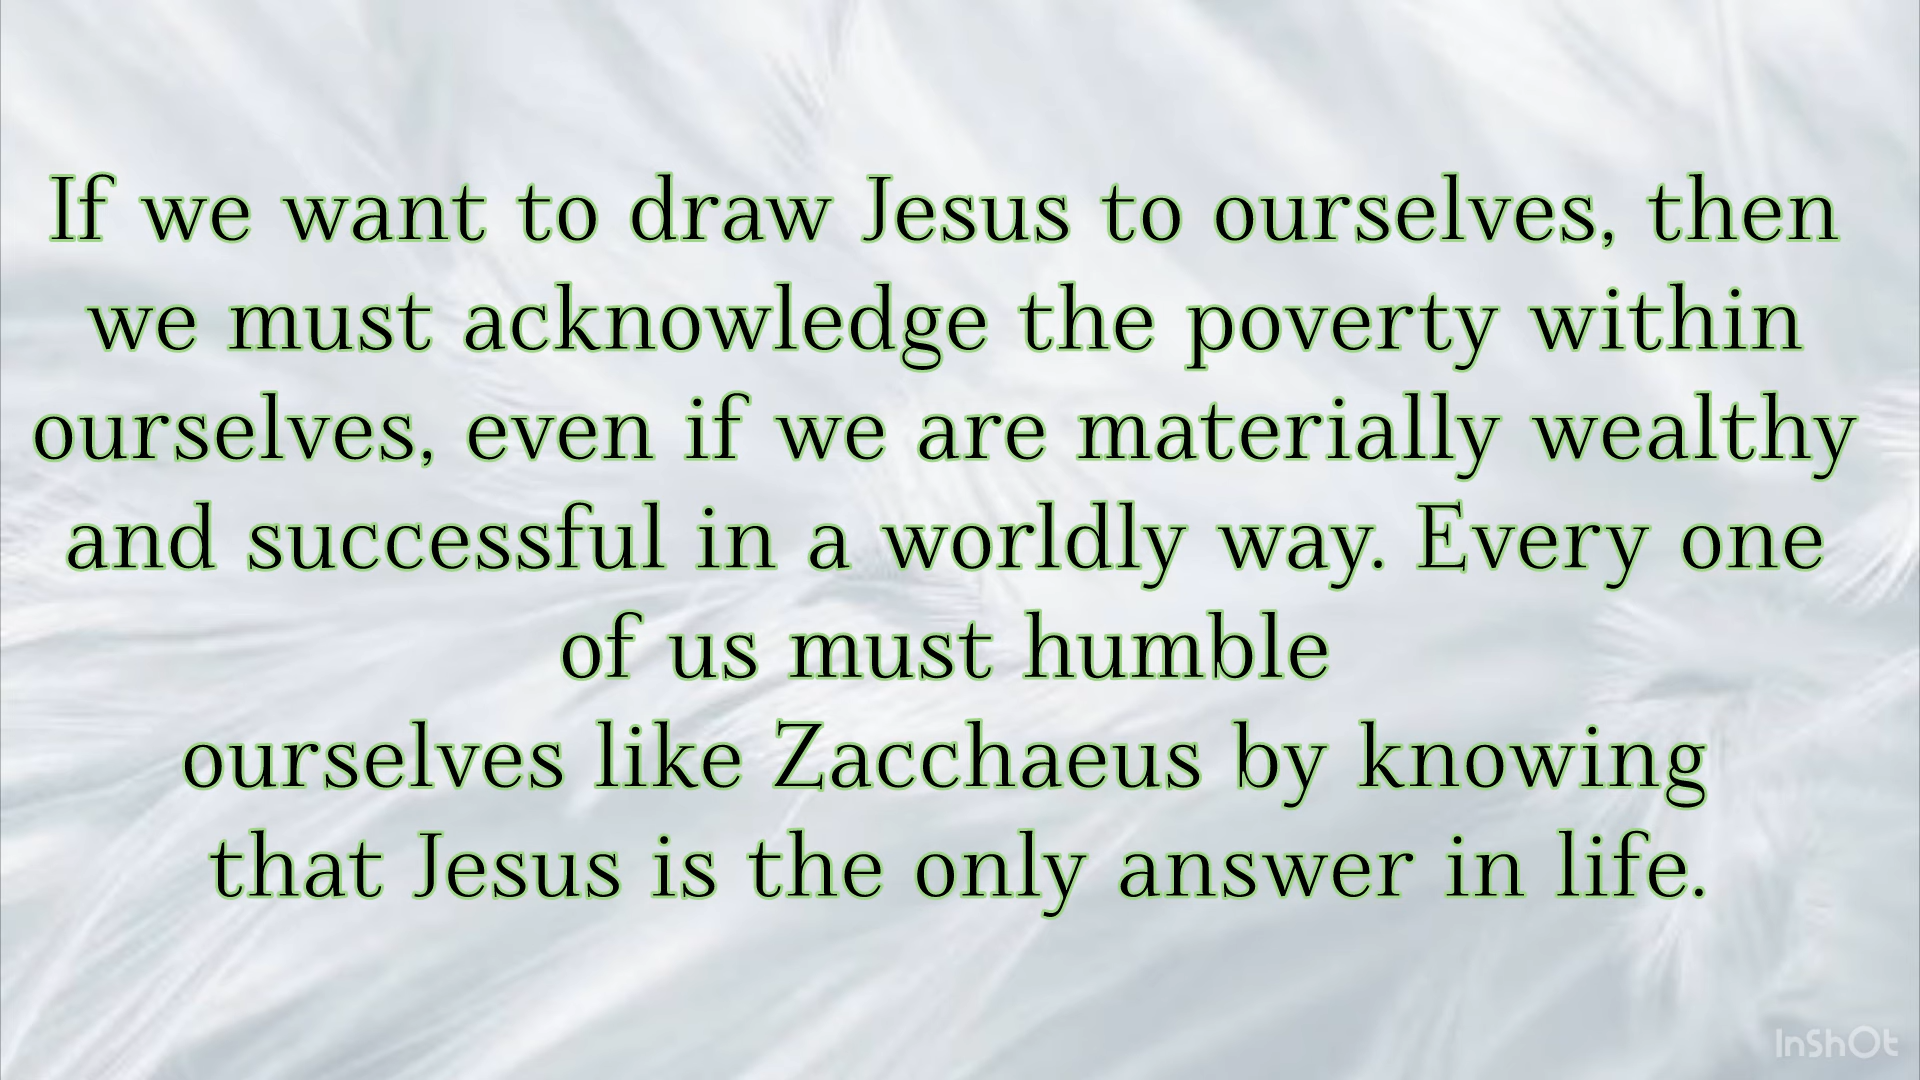 If we want to draw Jesus to ourselves, then
we must acknowledge the poverty within
ourselves, even if we are materially wealthy
and successful in a worldly way. Every one
of us must humble
ourselves like Zacchaeus by knowing
that Jesus is the only answer in life.
InShOt